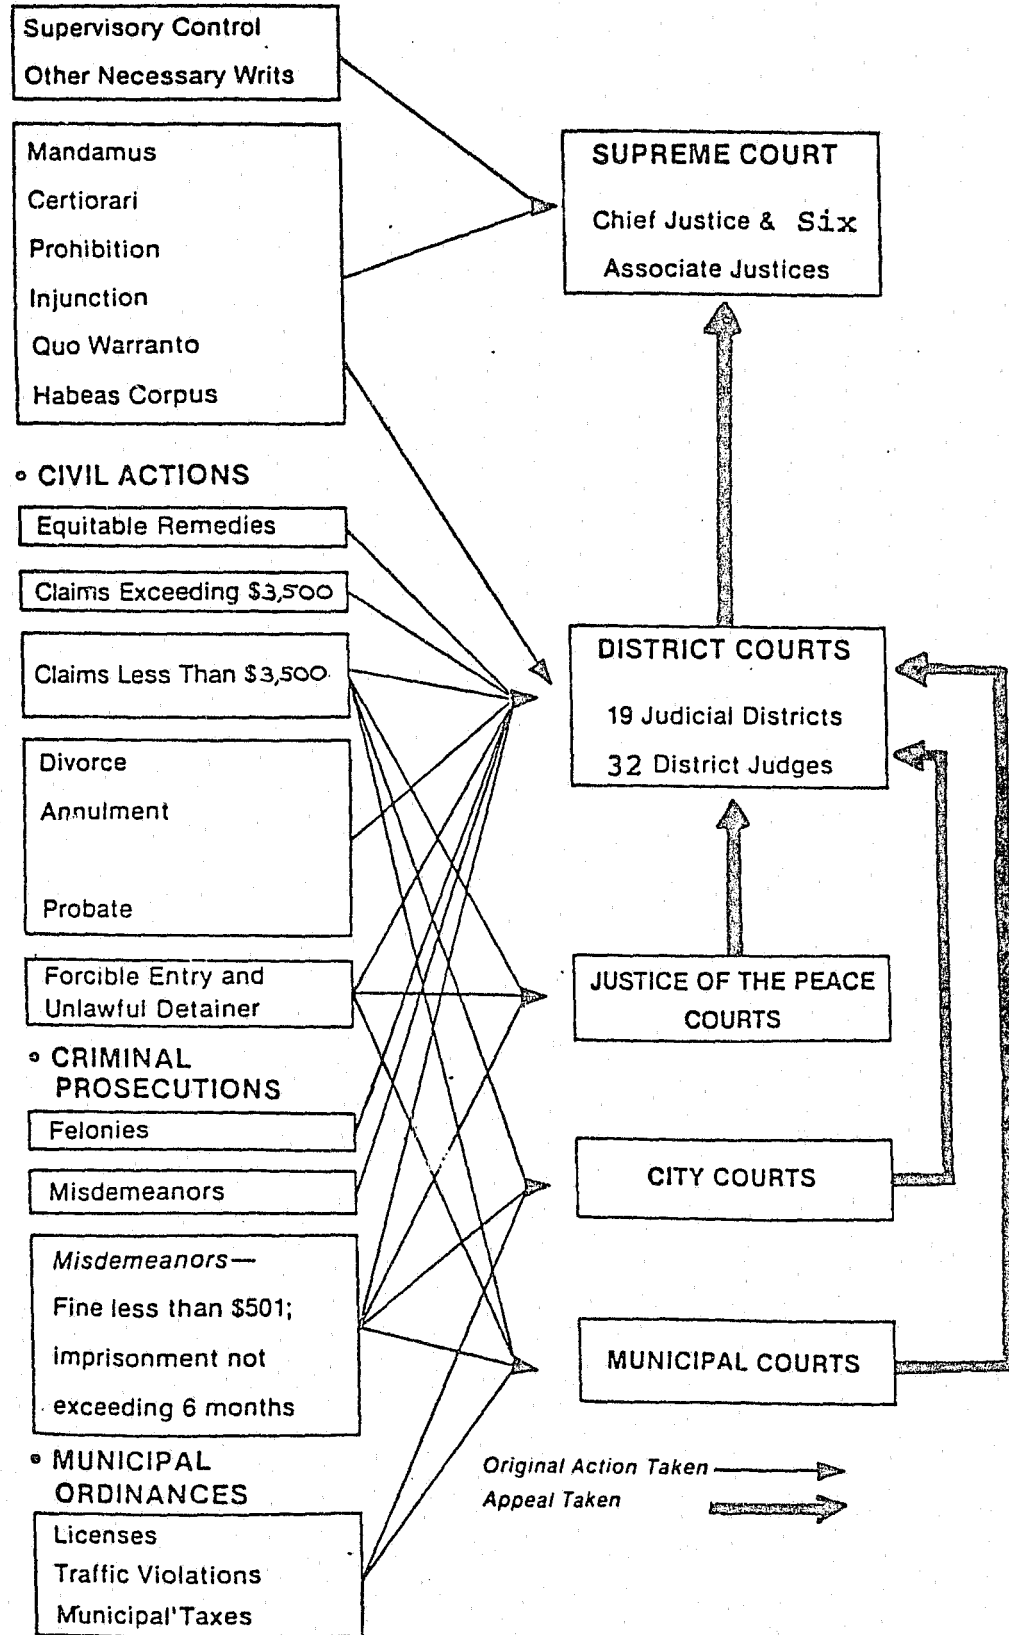 Supervisory Control
Other Necessary Writs
Mandamus
Certiorari
Prohibition
Injunction
Quo Warranto
Habeas Corpus
• CIVIL ACTIONS
Equitable Remedies
Claims Exceeding $3,500
Claims Less Than $3,500
Divorce
Annulment
Probate
Forcible Entry and
Unlawful Detainer
• CRIMINAL
PROSECUTIONS
Felonies
Misdemeanors
Misdemeanors—
Fine less than $501;
imprisonment not
exceeding 6 months
• MUNICIPAL
ORDINANCES
Licenses
Traffic Violations
Municipal Taxes
SUPREME COURT
Chief Justice & Six
Associate Justices
DISTRICT COURTS
19 Judicial Districts
32 District Judges
JUSTICE OF THE PEACE
COURTS
CITY COURTS
MUNICIPAL COURTS
Original Action Taken
Appeal Taken